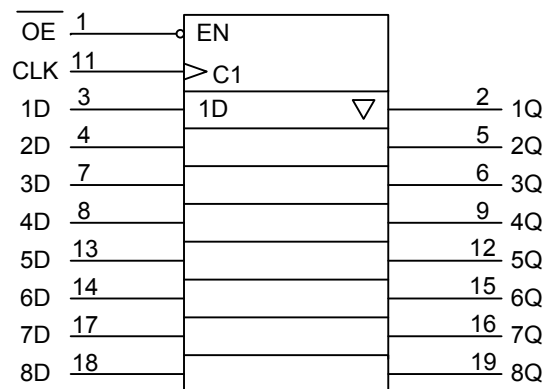 OE 1 EN
CLK 11 C1
1D 3 1D 2 1Q
2D 4 5 2Q
3D 7 6 3Q
4D 8 9 4Q
5D 13 12 5Q
6D 14 15 6Q
7D 17 16 7Q
8D 18 19 8Q